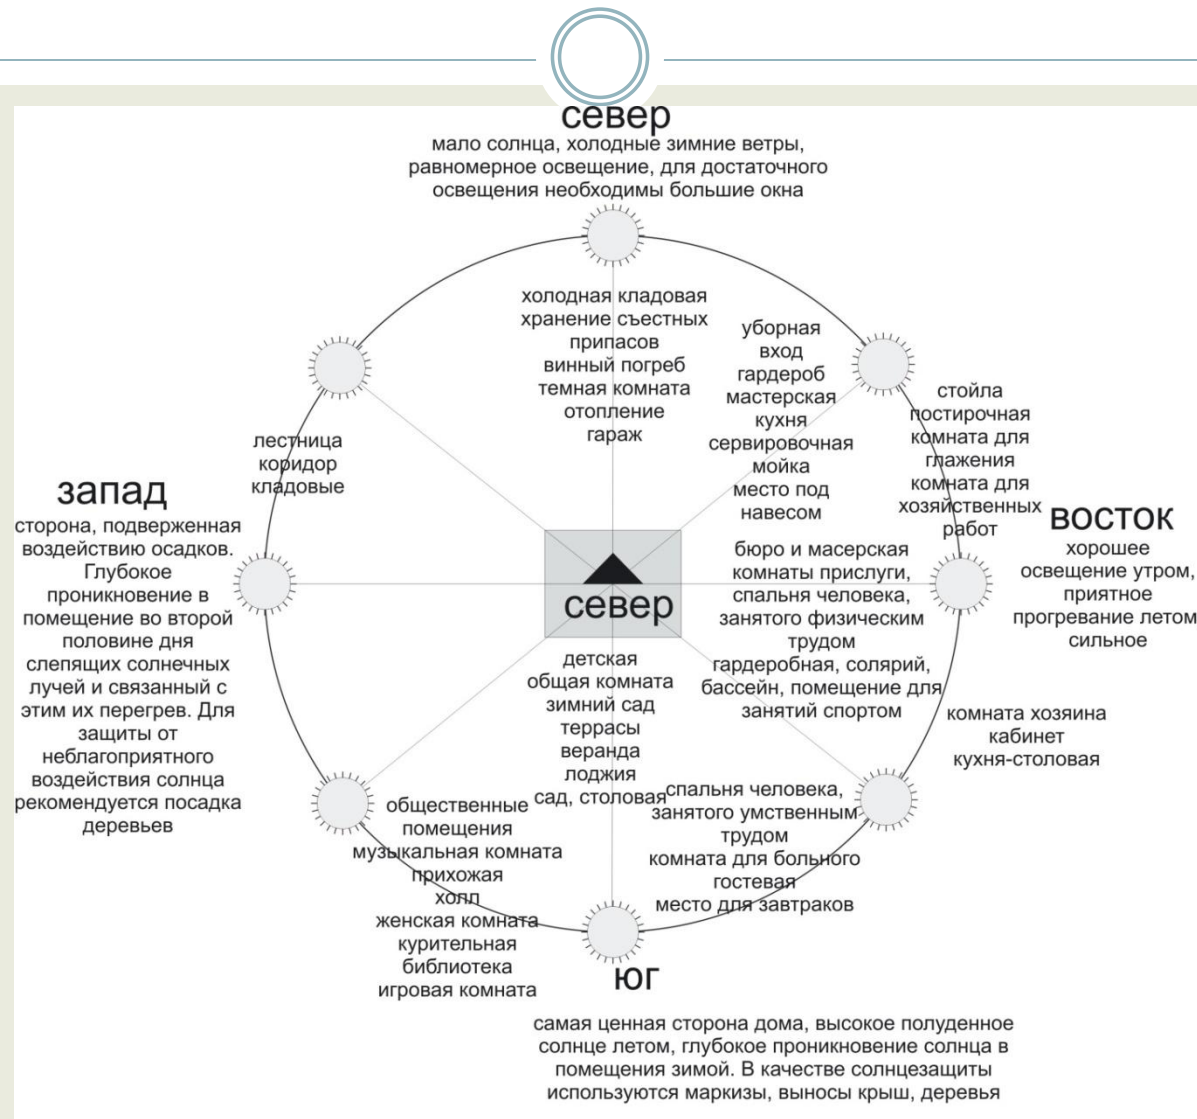 север
мало солнца, холодные зимние ветры,
равномерное освещение, для достаточного
освещения необходимы большие окна
холодная кладовая
хранение съестных
припасов
винный погреб
темная комната
отопление
гараж
уборная
вход
гардероб
мастерская
кухня
сервировочная
мойка
место под
навесом
стойла
постирочная
комната для
глажения
комната для
хозяйственных
работ
лестница
коридор
кладовые
запад
сторона, подверженная
воздействию осадков.
Глубокое
проникновение в
помещение во второй
половине дня
слепящих солнечных
лучей и связанный с
этим их перегрев. Для
защиты от
неблагоприятного
воздействия солнца
рекомендуется посадка
деревьев
восток
хорошее
освещение утром,
приятное
прогревание летом
сильное
север
бюро и масерская
комнаты прислуги,
спальня человека,
занятого физическим
трудом
гардеробная, солярий,
бассейн, помещение для
занятий спортом
детская
общая комната
зимний сад
террасы
веранда
лоджия
сад, столовая
комната хозяина
кабинет
кухня-столовая
спальня человека,
занятого умственным
трудом
комната для больного
гостевая
место для завтраков
общественные
помещения
музыкальная комната
прихожая
холл
женская комната
курительная
библиотека
игровая комната
юг
самая ценная сторона дома, высокое полуденное
солнце летом, глубокое проникновение солнца в
помещения зимой. В качестве солнцезащиты
используются маркизы, выносы крыш, деревья